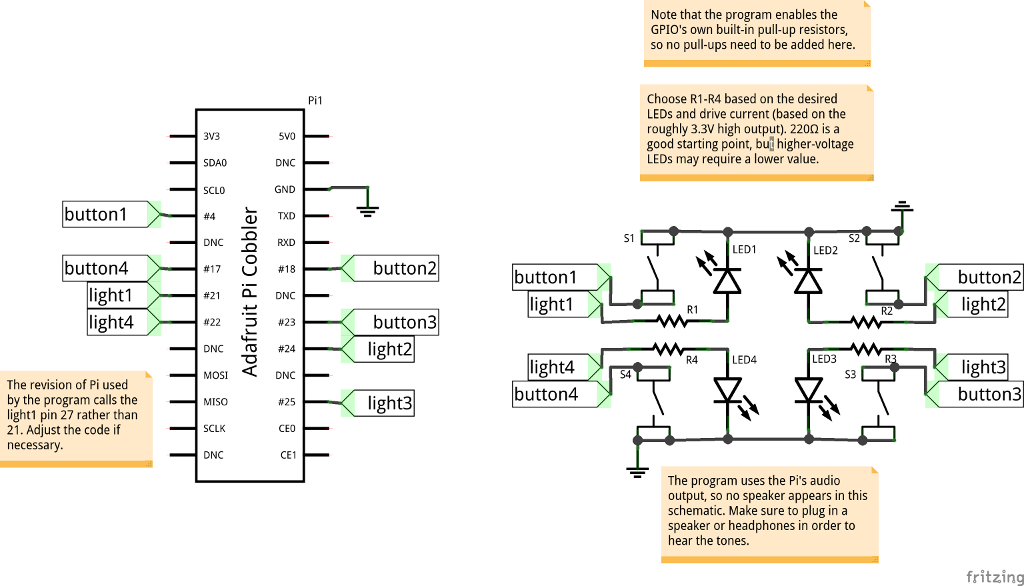 Note that the program enables the
GPIO's own built-in pull-up resistors,
so no pull-ups need to be added here.
Choose R1-R4 based on the desired
LEDs and drive current (based on the
roughly 3.3V high output). 220Ω is a
good starting point, but higher-voltage
LEDs may require a lower value.
Pi1
3V3
5V0
SDA0
DNC
SCL0
GND
button1
#4
TXD
DNC
RXD
button4
#17
#18
button2
light1
#21
DNC
light4
#22
#23
button3
DNC
#24
light2
MOSI
DNC
MISO
#25
light3
SCLK
CE0
DNC
CE1
Adafruit Pi Cobbler
The revision of Pi used
by the program calls the
light1 pin 27 rather than
21. Adjust the code if
necessary.
S1
LED1
LED2
S2
button1
button2
light1
light2
R1
R2
light4
R4
LED4
LED3
R3
light3
button4
S4
S3
button3
The program uses the Pi's audio
output, so no speaker appears in this
schematic. Make sure to plug in a
speaker or headphones in order to
hear the tones.
fritzing